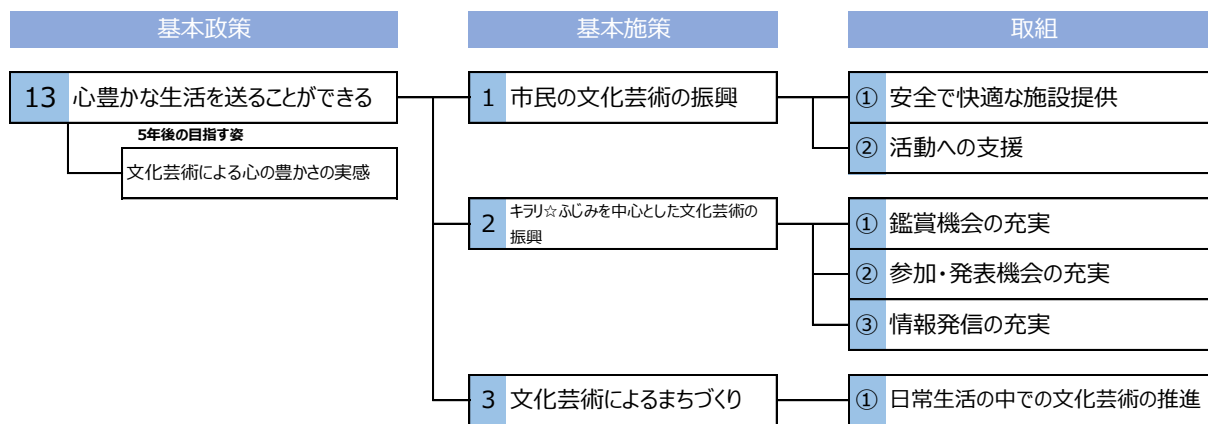 基本政策
基本施策
取組
13 心豊かな生活を送ることができる
5年後の目指す姿
文化芸術による心の豊かさの実感
1 市民の文化芸術の振興
① 安全で快適な施設提供
② 活動への支援
2 キラリ☆ふじみを中心とした文化芸術の
振興
① 鑑賞機会の充実
② 参加・発表機会の充実
③ 情報発信の充実
3 文化芸術によるまちづくり
① 日常生活の中での文化芸術の推進